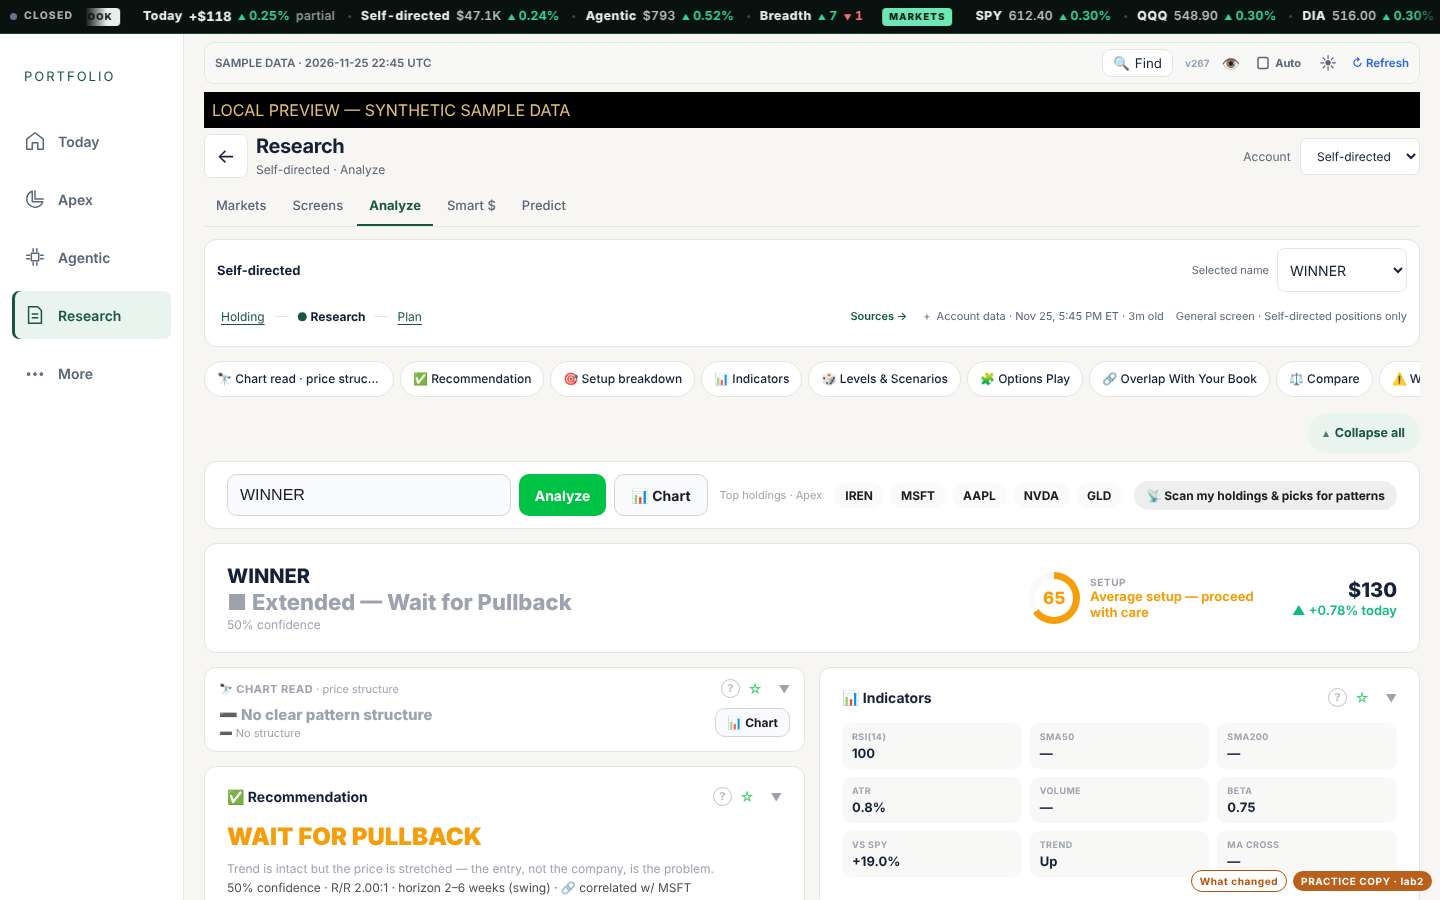 CLOSED OOK Today +$118 ▲ 0.25% partial · Self-directed $47.1K ▲ 0.24% · Agentic $793 ▲ 0.52% · Breadth ▲ 7 ▼ 1 MARKETS SPY 612.40 ▲ 0.30% · QQQ 548.90 ▲ 0.30% · DIA 516.00 ▲ 0.30%
PORTFOLIO
Today
Apex
Agentic
Research
More
SAMPLE DATA · 2026-11-25 22:45 UTC
Find v267 Auto Refresh
LOCAL PREVIEW — SYNTHETIC SAMPLE DATA
Research
Self-directed · Analyze
Account Self-directed
Markets Screens Analyze Smart $ Predict
Self-directed
Selected name WINNER
Holding Research Plan
Sources → + Account data · Nov 25, 5:45 PM ET · 3m old General screen · Self-directed positions only
Chart read · price struc... Recommendation Setup breakdown Indicators Levels & Scenarios Options Play Overlap With Your Book Compare W
▲ Collapse all
WINNER Analyze Chart Top holdings · Apex IREN MSFT AAPL NVDA GLD Scan my holdings & picks for patterns
WINNER
■ Extended — Wait for Pullback
50% confidence
65
SETUP
Average setup — proceed
with care
$130
▲ +0.78% today
CHART READ · price structure ?
No clear pattern structure
No structure
Chart
Recommendation ?
WAIT FOR PULLBACK
Trend is intact but the price is stretched — the entry, not the company, is the problem.
50% confidence · R/R 2.00:1 · horizon 2–6 weeks (swing) · correlated w/ MSFT
Indicators ?
RSI(14)
100
SMA50
—
SMA200
—
ATR
0.8%
VOLUME
—
BETA
0.75
VS SPY
+19.0%
TREND
Up
MA CROSS
—
What changed PRACTICE COPY · lab2